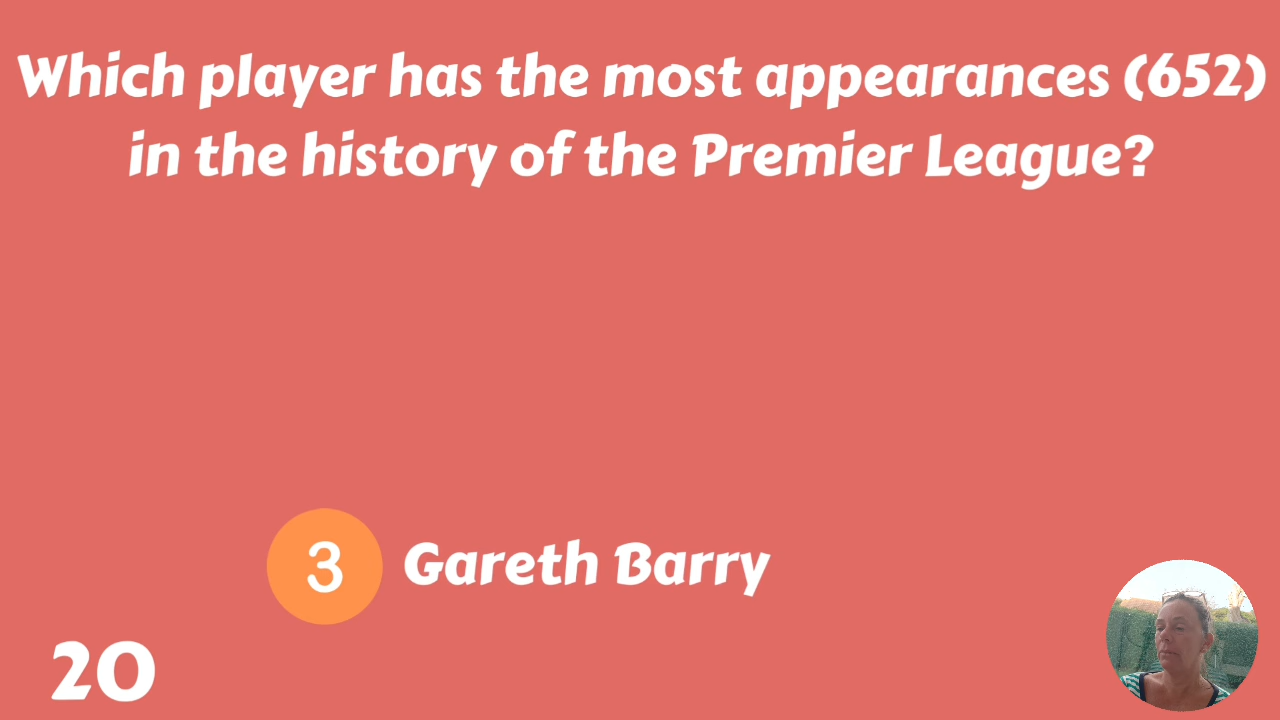 Which player has the most appearances (652)
in the history of the Premier League?
3 Gareth Barry
20